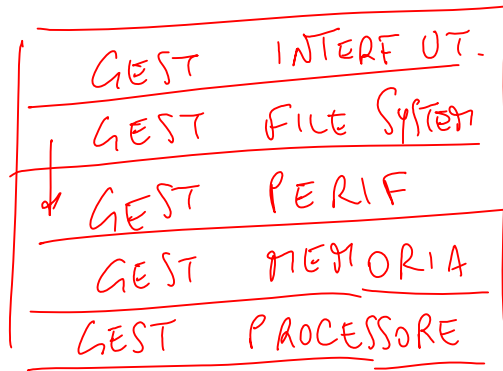 GEST INTERF UT.
GEST FILE SYSTEM
GEST PERIF
GEST MEMORIA
GEST PROCESSORE